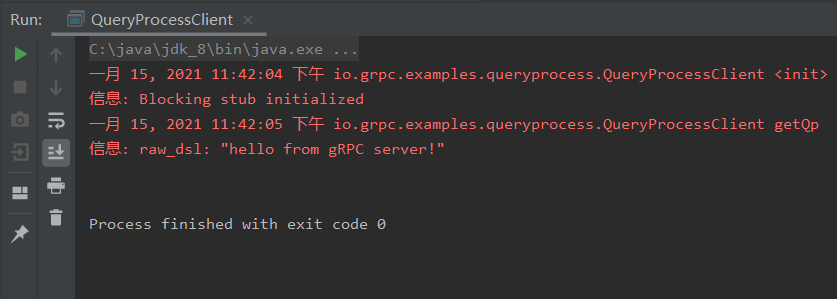 Run: QueryProcessClient
C:\java\jdk_8\bin\java.exe ...
一月 15, 2021 11:42:04 下午 io.grpc.examples.queryprocess.QueryProcessClient <init>
信息: Blocking stub initialized
一月 15, 2021 11:42:05 下午 io.grpc.examples.queryprocess.QueryProcessClient getQp
信息: raw_dsl: "hello from gRPC server!"
Process finished with exit code 0